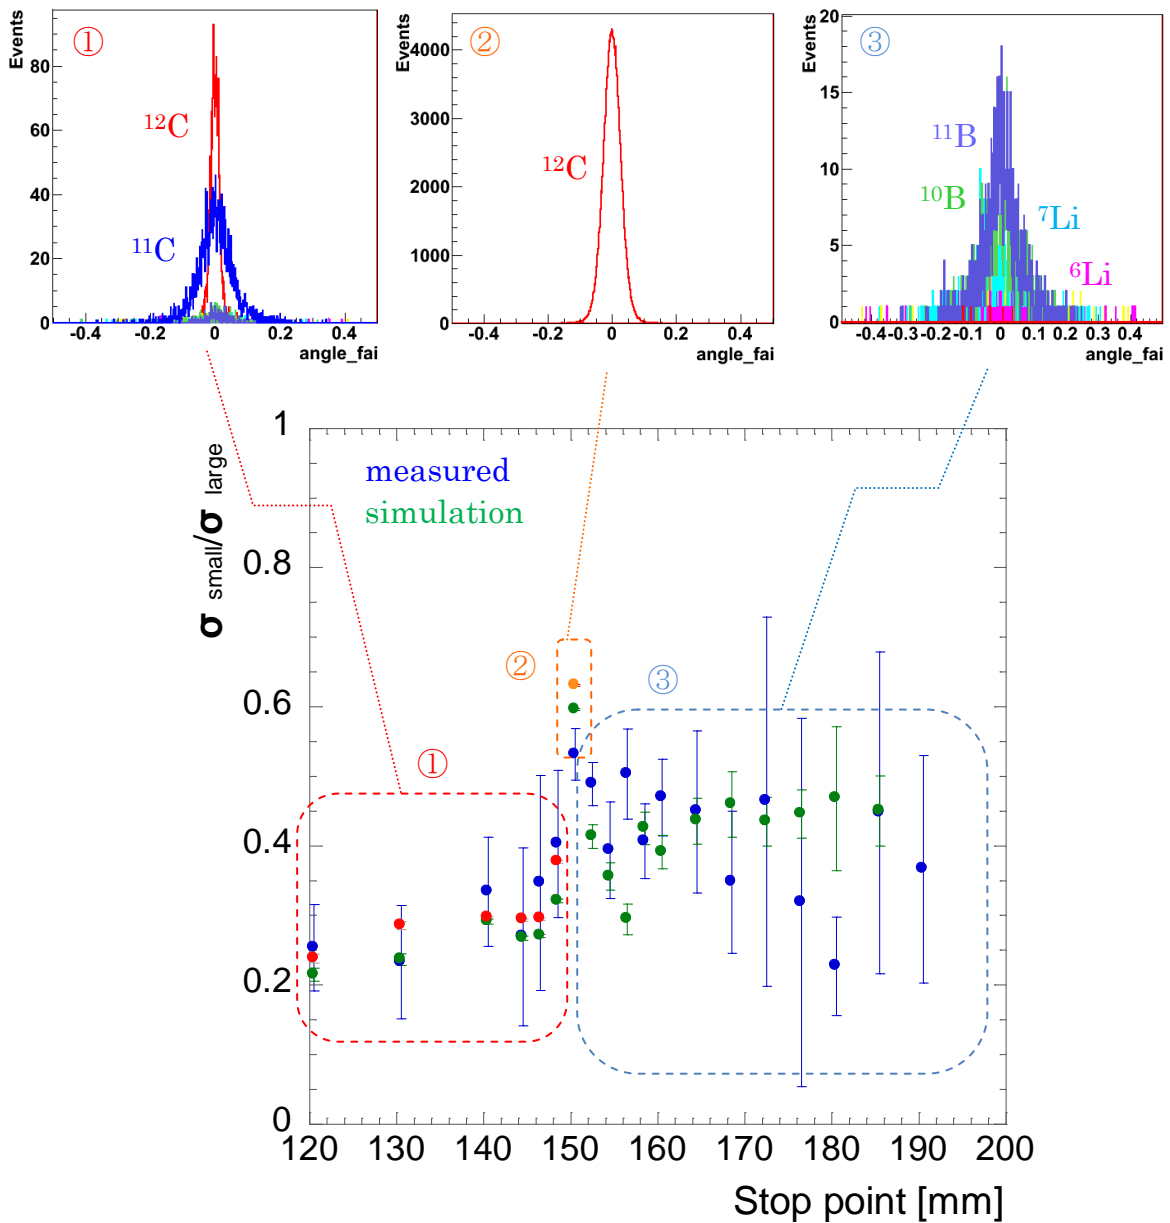 ①
Events
80
60
40
20
0
¹²C
¹¹C
-0.4 -0.2 0 0.2 0.4
angle_fai
②
Events
4000
3000
2000
1000
0
¹²C
-0.4 -0.2 0 0.2 0.4
angle_fai
③
Events
20
15
10
5
0
¹¹B
¹⁰B
⁷Li
⁶Li
-0.4 -0.3 -0.2 -0.1 0 0.1 0.2 0.3 0.4
angle_fai
measured
simulation
σ small/σ large
1
0.8
0.6
0.4
0.2
0
①
②
③
120 130 140 150 160 170 180 190 200
Stop point [mm]